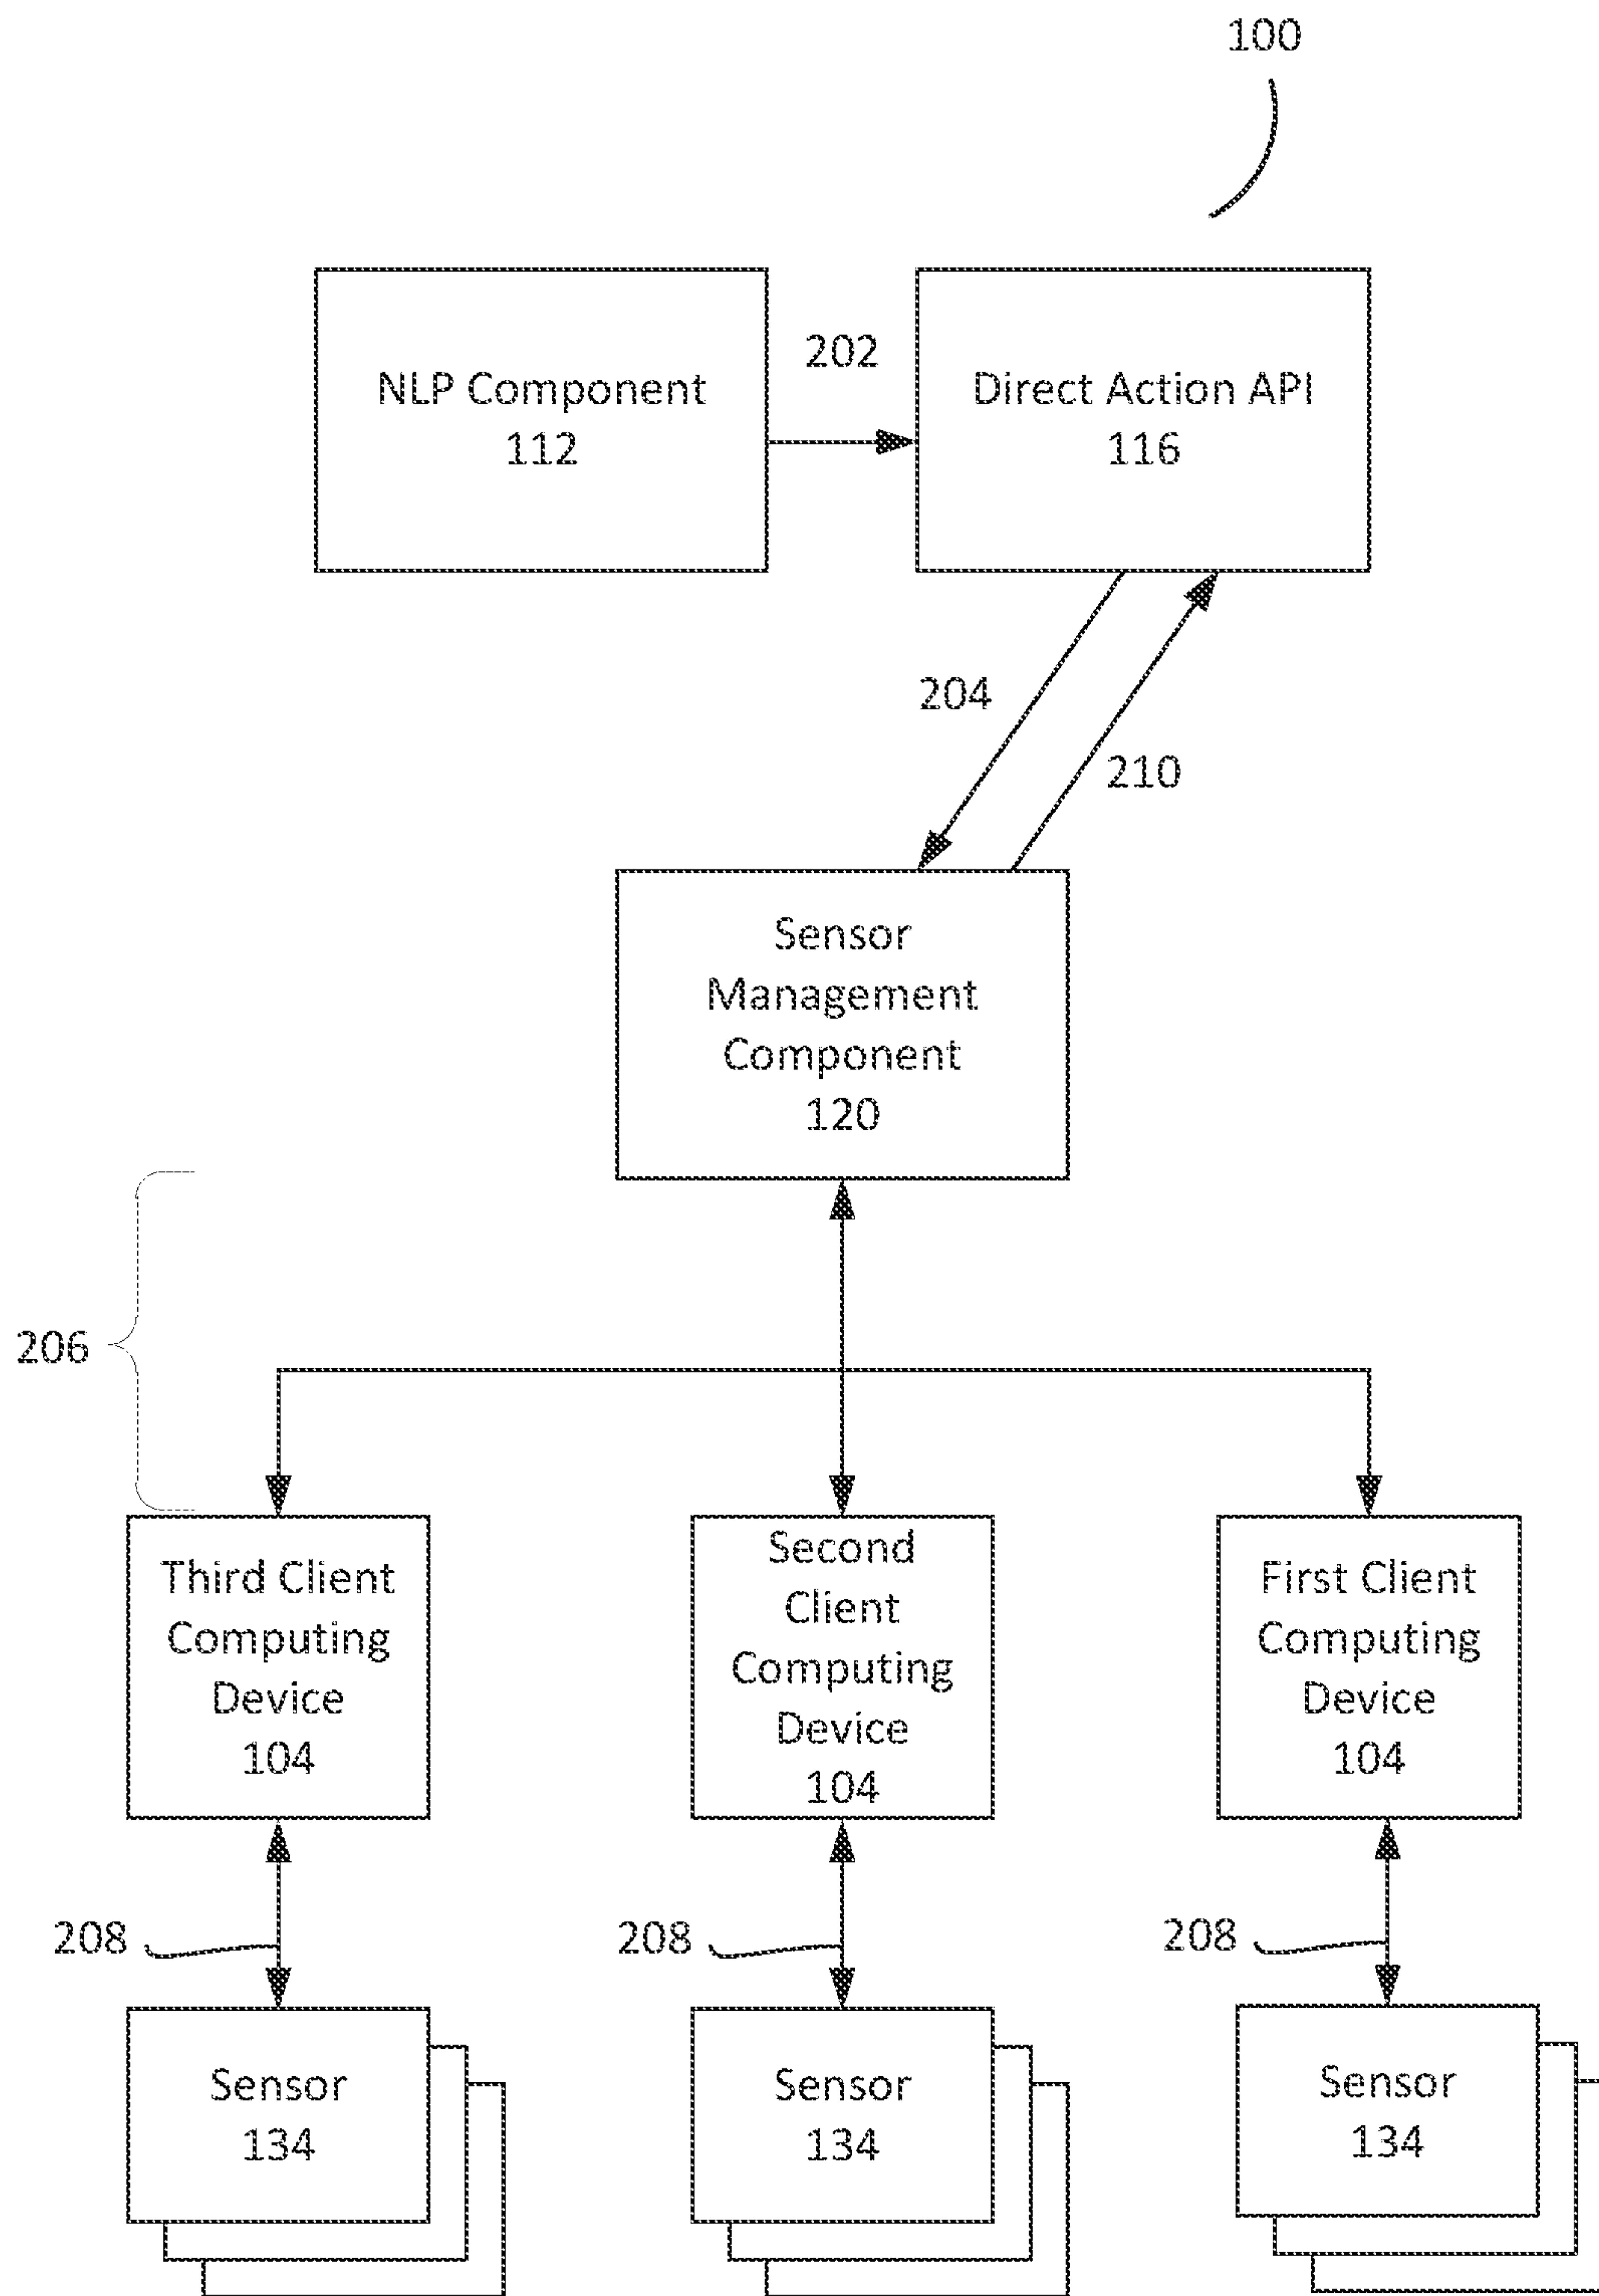 100
NLP Component
112
202
Direct Action API
116
204
210
Sensor
Management
Component
120
206
Third Client
Computing
Device
104
Second
Client
Computing
Device
104
First Client
Computing
Device
104
208
208
208
Sensor
134
Sensor
134
Sensor
134